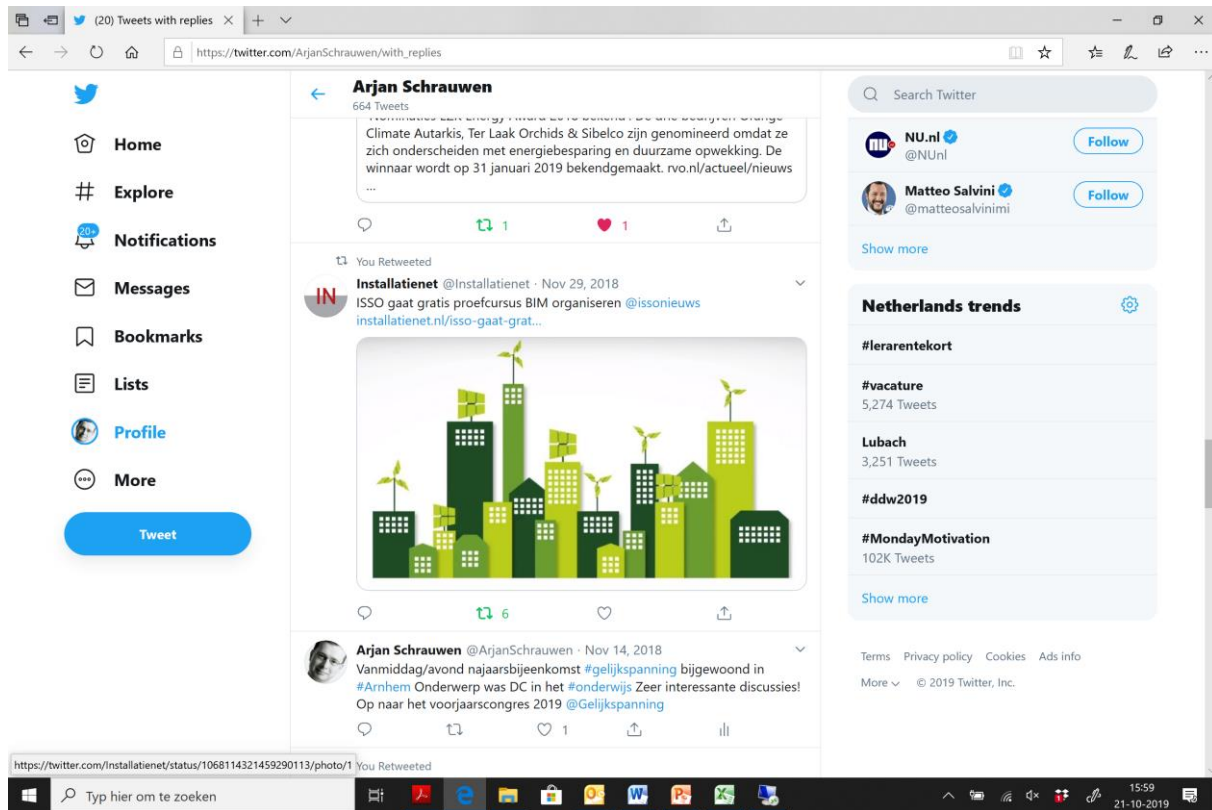 (20) Tweets with replies
https://twitter.com/ArjanSchrauwen/with_replies
Home
Explore
20+
Notifications
Messages
Bookmarks
Lists
Profile
More
Tweet
Arjan Schrauwen
664 Tweets
Climate Autarkis, Ter Laak Orchids & Sibelco zijn genomineerd omdat ze
zich onderscheiden met energiebesparing en duurzame opwekking. De
winnaar wordt op 31 januari 2019 bekendgemaakt. rvo.nl/actueel/nieuws
...
1 1
You Retweeted
IN
Installatienet @Installatienet · Nov 29, 2018
ISSO gaat gratis proefcursus BIM organiseren @issonieuws
installatienet.nl/isso-gaat-grat...
6
Arjan Schrauwen @ArjanSchrauwen · Nov 14, 2018
Vanmiddag/avond najaarsbijeenkomst #gelijkspanning bijgewoond in
#Arnhem Onderwerp was DC in het #onderwijs Zeer interessante discussies!
Op naar het voorjaarscongres 2019 @Gelijkspanning
1
You Retweeted
Search Twitter
NU.nl
@NUnl
Follow
Matteo Salvini
@matteosalvinimi
Follow
Show more
Netherlands trends
#lerarentekort
#vacature
5,274 Tweets
Lubach
3,251 Tweets
#ddw2019
#MondayMotivation
102K Tweets
Show more
Terms Privacy policy Cookies Ads info
More © 2019 Twitter, Inc.
https://twitter.com/Installatienet/status/1068114321459290113/photo/1
Typ hier om te zoeken
15:59
21-10-2019